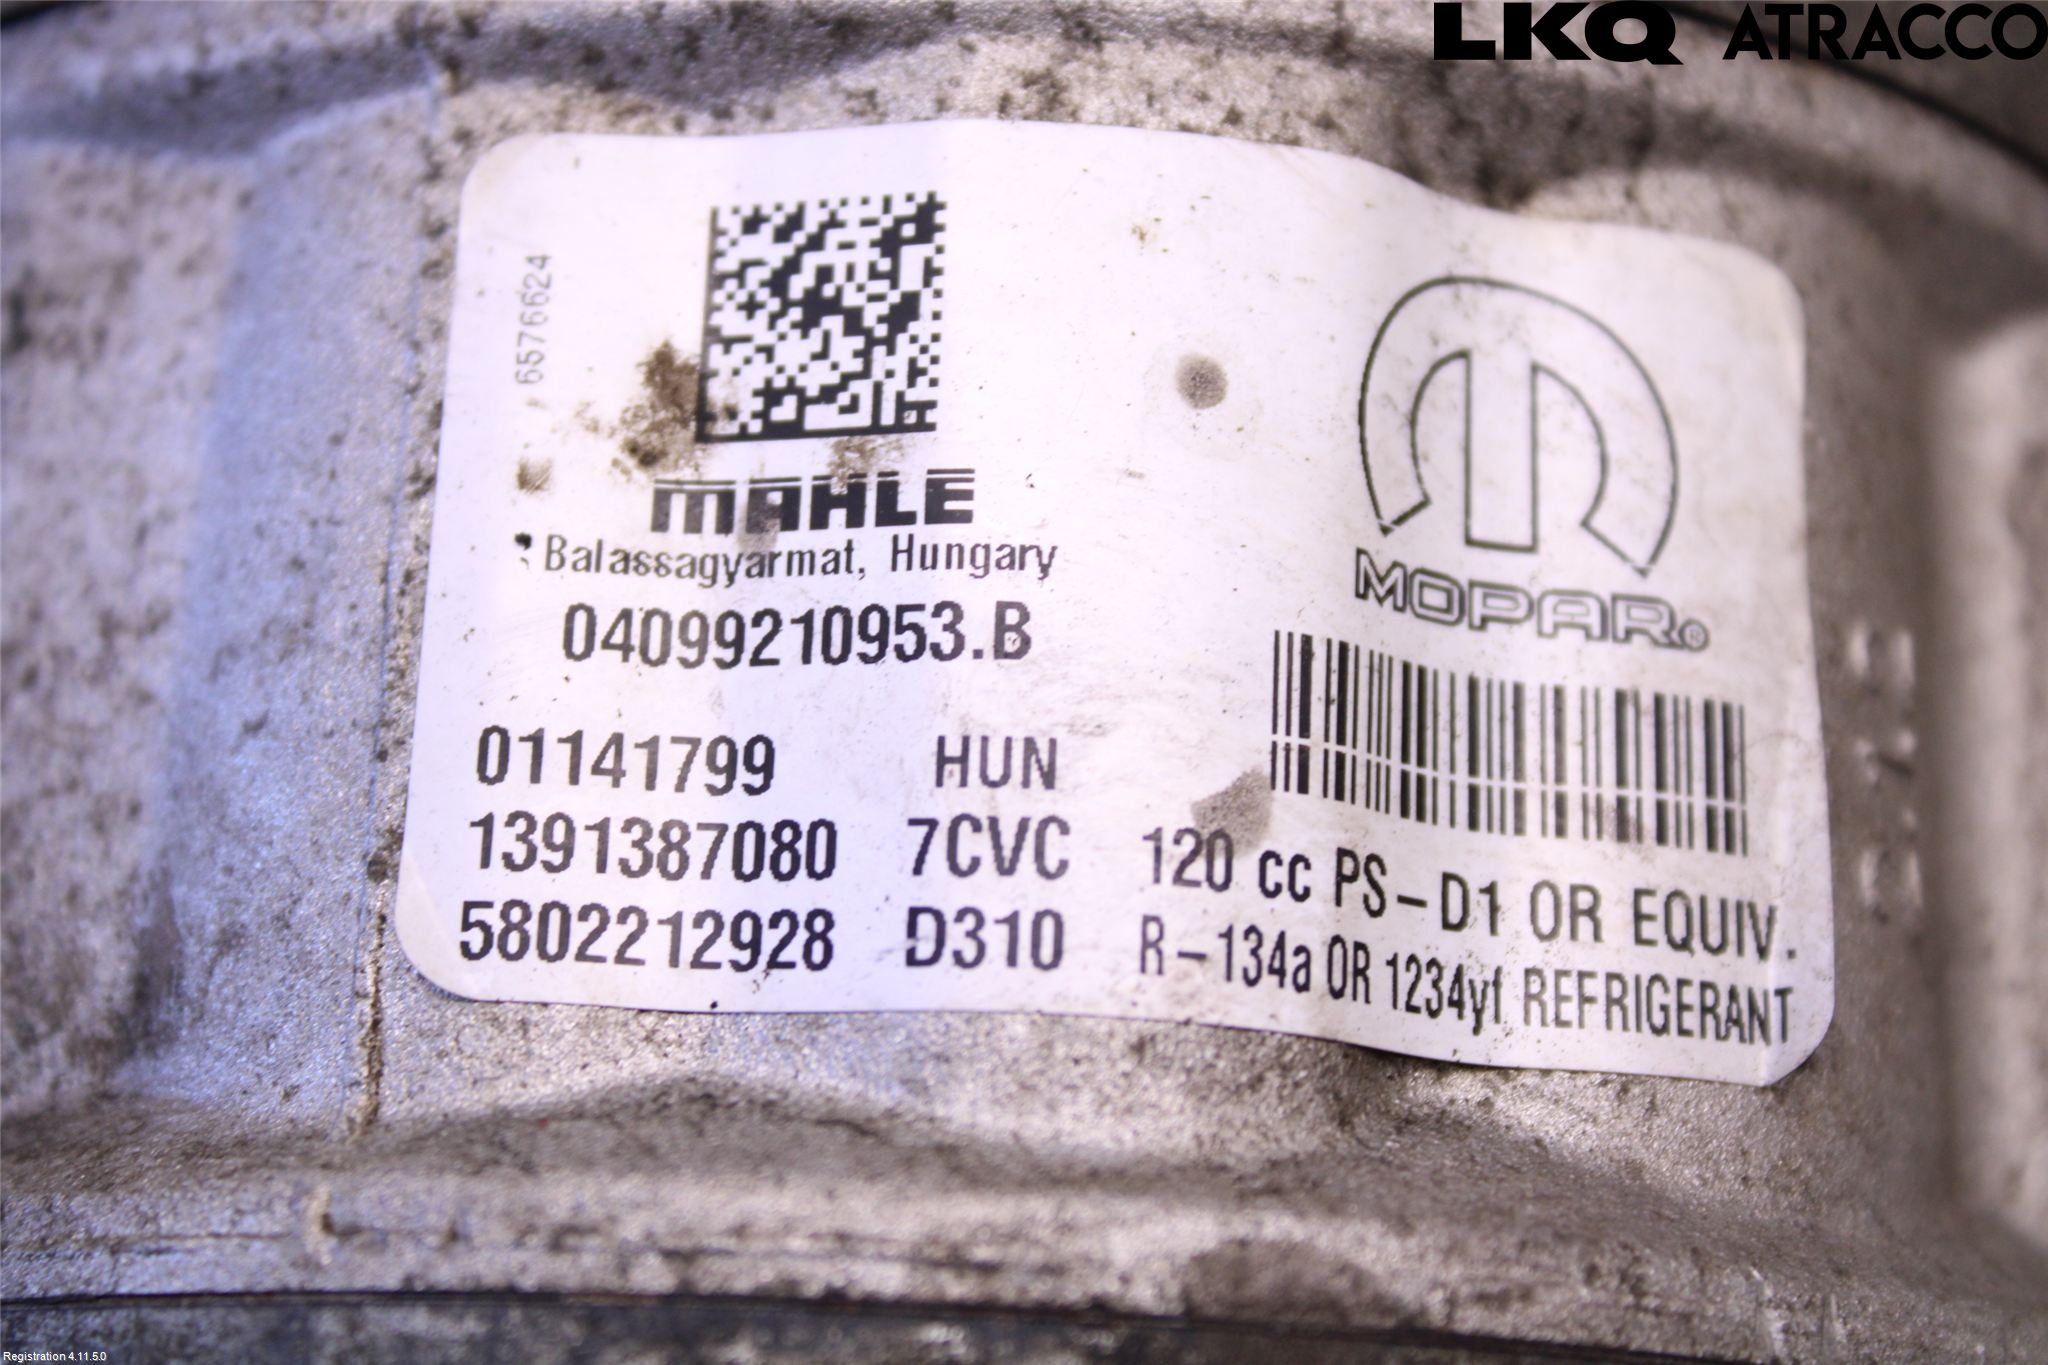 LKQ ATRACCO
6576624
MAHLE
Balassagyarmat, Hungary
04099210953.B
01141799 HUN
1391387080 7CVC
5802212928 D310
MOPAR®
120 cc PS-D1 OR EQUIV.
R-134a OR 1234yf REFRIGERANT
Registration 4.11.5.0